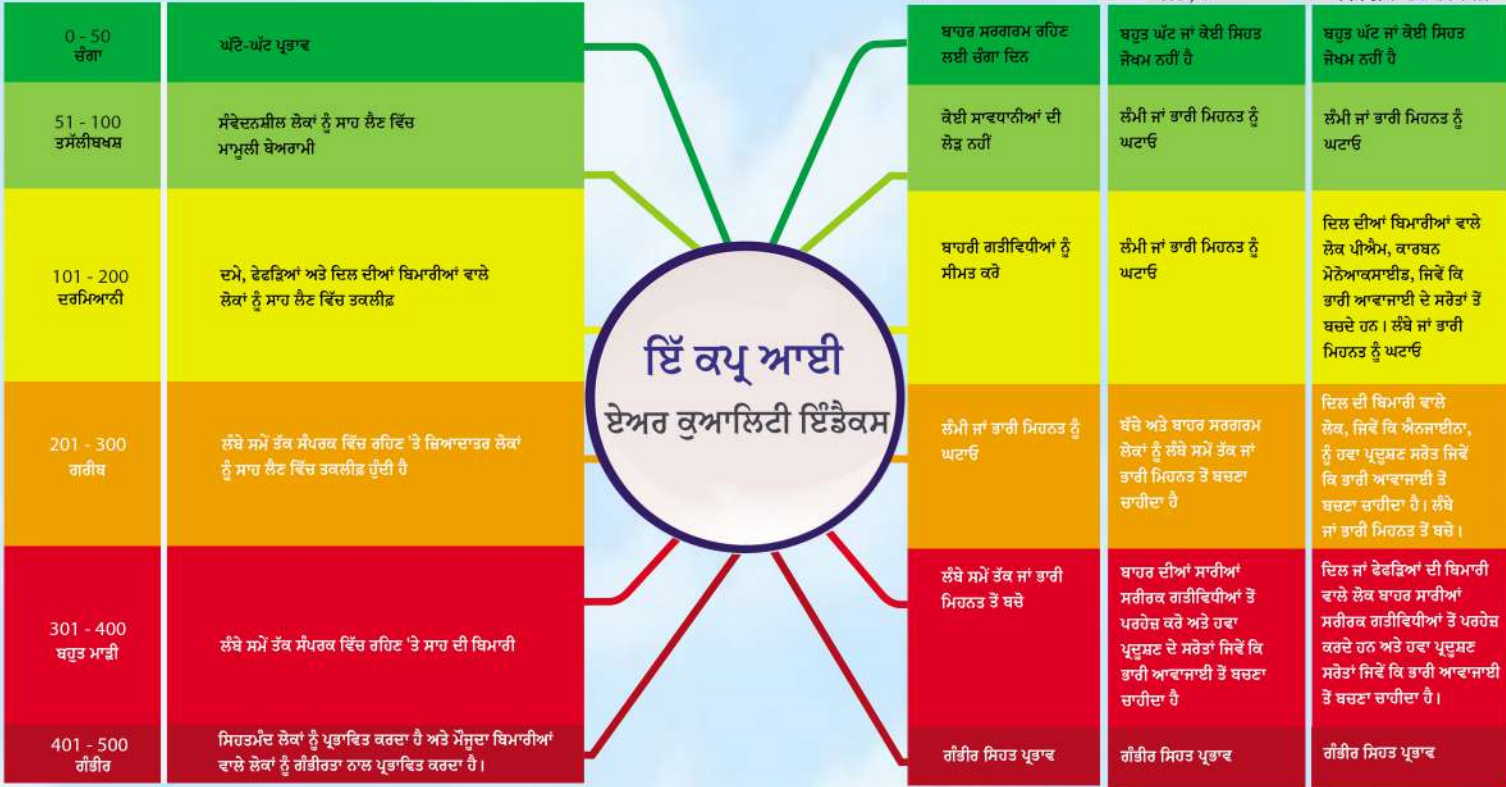 0 - 50
ਚੰਗਾ
ਘੱਟੋ-ਘੱਟ ਪ੍ਰਭਾਵ
51 - 100
ਤਸੱਲੀਬਖਸ਼
ਸੰਵੇਦਨਸ਼ੀਲ ਲੋਕਾਂ ਨੂੰ ਸਾਹ ਲੈਣ ਵਿੱਚ
ਮਾਮੂਲੀ ਬੇਅਰਾਮੀ
101 - 200
ਦਰਮਿਆਨੀ
ਦਮੇ, ਫੇਫੜਿਆਂ ਅਤੇ ਦਿਲ ਦੀਆਂ ਬਿਮਾਰੀਆਂ ਵਾਲੇ
ਲੋਕਾਂ ਨੂੰ ਸਾਹ ਲੈਣ ਵਿੱਚ ਤਕਲੀਫ਼
201 - 300
ਗਰੀਬ
ਲੰਬੇ ਸਮੇਂ ਤੱਕ ਸੰਪਰਕ ਵਿੱਚ ਰਹਿਣ 'ਤੇ ਜ਼ਿਆਦਾਤਰ ਲੋਕਾਂ
ਨੂੰ ਸਾਹ ਲੈਣ ਵਿੱਚ ਤਕਲੀਫ਼ ਹੁੰਦੀ ਹੈ
301 - 400
ਬਹੁਤ ਮਾੜੀ
ਲੰਬੇ ਸਮੇਂ ਤੱਕ ਸੰਪਰਕ ਵਿੱਚ ਰਹਿਣ 'ਤੇ ਸਾਹ ਦੀ ਬਿਮਾਰੀ
401 - 500
ਗੰਭੀਰ
ਸਿਹਤਮੰਦ ਲੋਕਾਂ ਨੂੰ ਪ੍ਰਭਾਵਿਤ ਕਰਦਾ ਹੈ ਅਤੇ ਮੌਜੂਦਾ ਬਿਮਾਰੀਆਂ
ਵਾਲੇ ਲੋਕਾਂ ਨੂੰ ਗੰਭੀਰਤਾ ਨਾਲ ਪ੍ਰਭਾਵਿਤ ਕਰਦਾ ਹੈ।
ਇੱ ਕਪ੍ਰ ਆਈ
ਏਅਰ ਕੁਆਲਿਟੀ ਇੰਡੈਕਸ
ਬਾਹਰ ਸਰਗਰਮ ਰਹਿਣ
ਲਈ ਚੰਗਾ ਦਿਨ
ਬਹੁਤ ਘੱਟ ਜਾਂ ਕੋਈ ਸਿਹਤ
ਜੋਖਮ ਨਹੀਂ ਹੈ
ਬਹੁਤ ਘੱਟ ਜਾਂ ਕੋਈ ਸਿਹਤ
ਜੋਖਮ ਨਹੀਂ ਹੈ
ਕੋਈ ਸਾਵਧਾਨੀਆਂ ਦੀ
ਲੋੜ ਨਹੀਂ
ਲੰਮੀ ਜਾਂ ਭਾਰੀ ਮਿਹਨਤ ਨੂੰ
ਘਟਾਓ
ਲੰਮੀ ਜਾਂ ਭਾਰੀ ਮਿਹਨਤ ਨੂੰ
ਘਟਾਓ
ਬਾਹਰੀ ਗਤੀਵਿਧੀਆਂ ਨੂੰ
ਸੀਮਤ ਕਰੋ
ਲੰਮੀ ਜਾਂ ਭਾਰੀ ਮਿਹਨਤ ਨੂੰ
ਘਟਾਓ
ਦਿਲ ਦੀਆਂ ਬਿਮਾਰੀਆਂ ਵਾਲੇ
ਲੋਕ ਪੀਐਮ, ਕਾਰਬਨ
ਮੋਨੋਆਕਸਾਈਡ, ਜਿਵੇਂ ਕਿ
ਭਾਰੀ ਆਵਾਜਾਈ ਦੇ ਸਰੋਤਾਂ ਤੋਂ
ਬਚਦੇ ਹਨ। ਲੰਬੇ ਜਾਂ ਭਾਰੀ
ਮਿਹਨਤ ਨੂੰ ਘਟਾਓ
ਲੰਮੀ ਜਾਂ ਭਾਰੀ ਮਿਹਨਤ ਨੂੰ
ਘਟਾਓ
ਬੱਚੇ ਅਤੇ ਬਾਹਰ ਸਰਗਰਮ
ਲੋਕਾਂ ਨੂੰ ਲੰਬੇ ਸਮੇਂ ਤੱਕ ਜਾਂ
ਭਾਰੀ ਮਿਹਨਤ ਤੋਂ ਬਚਣਾ
ਚਾਹੀਦਾ ਹੈ
ਦਿਲ ਦੀ ਬਿਮਾਰੀ ਵਾਲੇ
ਲੋਕ, ਜਿਵੇਂ ਕਿ ਐਨਜਾਈਨਾ,
ਨੂੰ ਹਵਾ ਪ੍ਰਦੂਸ਼ਣ ਸਰੋਤ ਜਿਵੇਂ
ਕਿ ਭਾਰੀ ਆਵਾਜਾਈ ਤੋਂ
ਬਚਣਾ ਚਾਹੀਦਾ ਹੈ। ਲੰਬੇ
ਜਾਂ ਭਾਰੀ ਮਿਹਨਤ ਤੋਂ ਬਚੋ।
ਲੰਬੇ ਸਮੇਂ ਤੱਕ ਜਾਂ ਭਾਰੀ
ਮਿਹਨਤ ਤੋਂ ਬਚੋ
ਬਾਹਰ ਦੀਆਂ ਸਾਰੀਆਂ
ਸਰੀਰਕ ਗਤੀਵਿਧੀਆਂ ਤੋਂ
ਪਰਹੇਜ਼ ਕਰੋ ਅਤੇ ਹਵਾ
ਪ੍ਰਦੂਸ਼ਣ ਦੇ ਸਰੋਤਾਂ ਜਿਵੇਂ ਕਿ
ਭਾਰੀ ਆਵਾਜਾਈ ਤੋਂ ਬਚਣਾ
ਚਾਹੀਦਾ ਹੈ
ਦਿਲ ਜਾਂ ਫੇਫੜਿਆਂ ਦੀ ਬਿਮਾਰੀ
ਵਾਲੇ ਲੋਕ ਬਾਹਰ ਸਾਰੀਆਂ
ਸਰੀਰਕ ਗਤੀਵਿਧੀਆਂ ਤੋਂ ਪਰਹੇਜ਼
ਕਰਦੇ ਹਨ ਅਤੇ ਹਵਾ ਪ੍ਰਦੂਸ਼ਣ
ਸਰੋਤਾਂ ਜਿਵੇਂ ਕਿ ਭਾਰੀ ਆਵਾਜਾਈ
ਤੋਂ ਬਚਣਾ ਚਾਹੀਦਾ ਹੈ।
ਗੰਭੀਰ ਸਿਹਤ ਪ੍ਰਭਾਵ
ਗੰਭੀਰ ਸਿਹਤ ਪ੍ਰਭਾਵ
ਗੰਭੀਰ ਸਿਹਤ ਪ੍ਰਭਾਵ